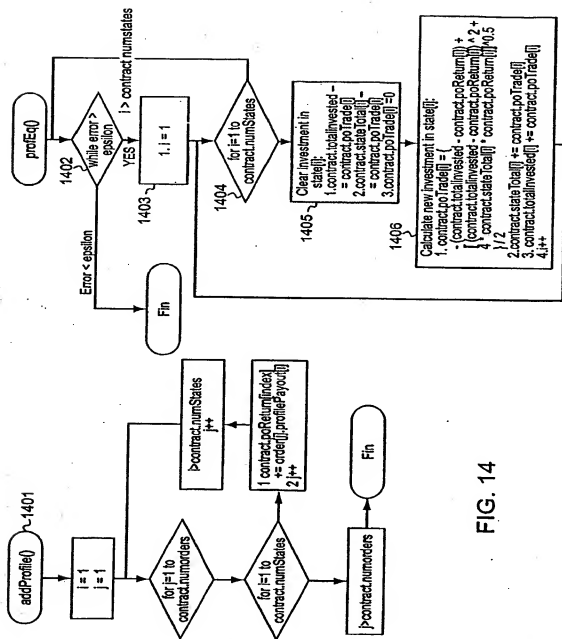 addProfile()
1401
i = 1
j = 1
for j=1 to
contract.numorders
for i=1 to
contract.numStates
1 contract.poReturn[index]
+= order[j].profilePayout[i]
2 j++
i>contract.numStates
j++
j>contract.numorders
Fin
profEq()
1402
while error >
epsilon
Error < epsilon
YES
Fin
1403
1. i = 1
i > contract numstates
1404
for i=1 to
contract.numStates
1405
Clear investment in
state[i]:
1.contract.totalinvested –
= contract.poTrade[i]
2.contract.stateTotal[i] –
= contract.poTrade[i]
3.contract.poTrade[i] =0
1406
Calculate new investment in state[i]:
1. contract.poTrade[i] = (
- (contract.totalinvested - contract.poReturn[i]) +
[ (contract.totalinvested - contract.poReturn[i]) ^ 2 +
4 * contract.stateTotal[i] * contract.poReturn[i]]^0.5
) / 2
2.contract.stateTotal[i] += contract.poTrade[i]
3. contract.totalinvested[i] += contract.poTrade[i]
4.i++
FIG. 14